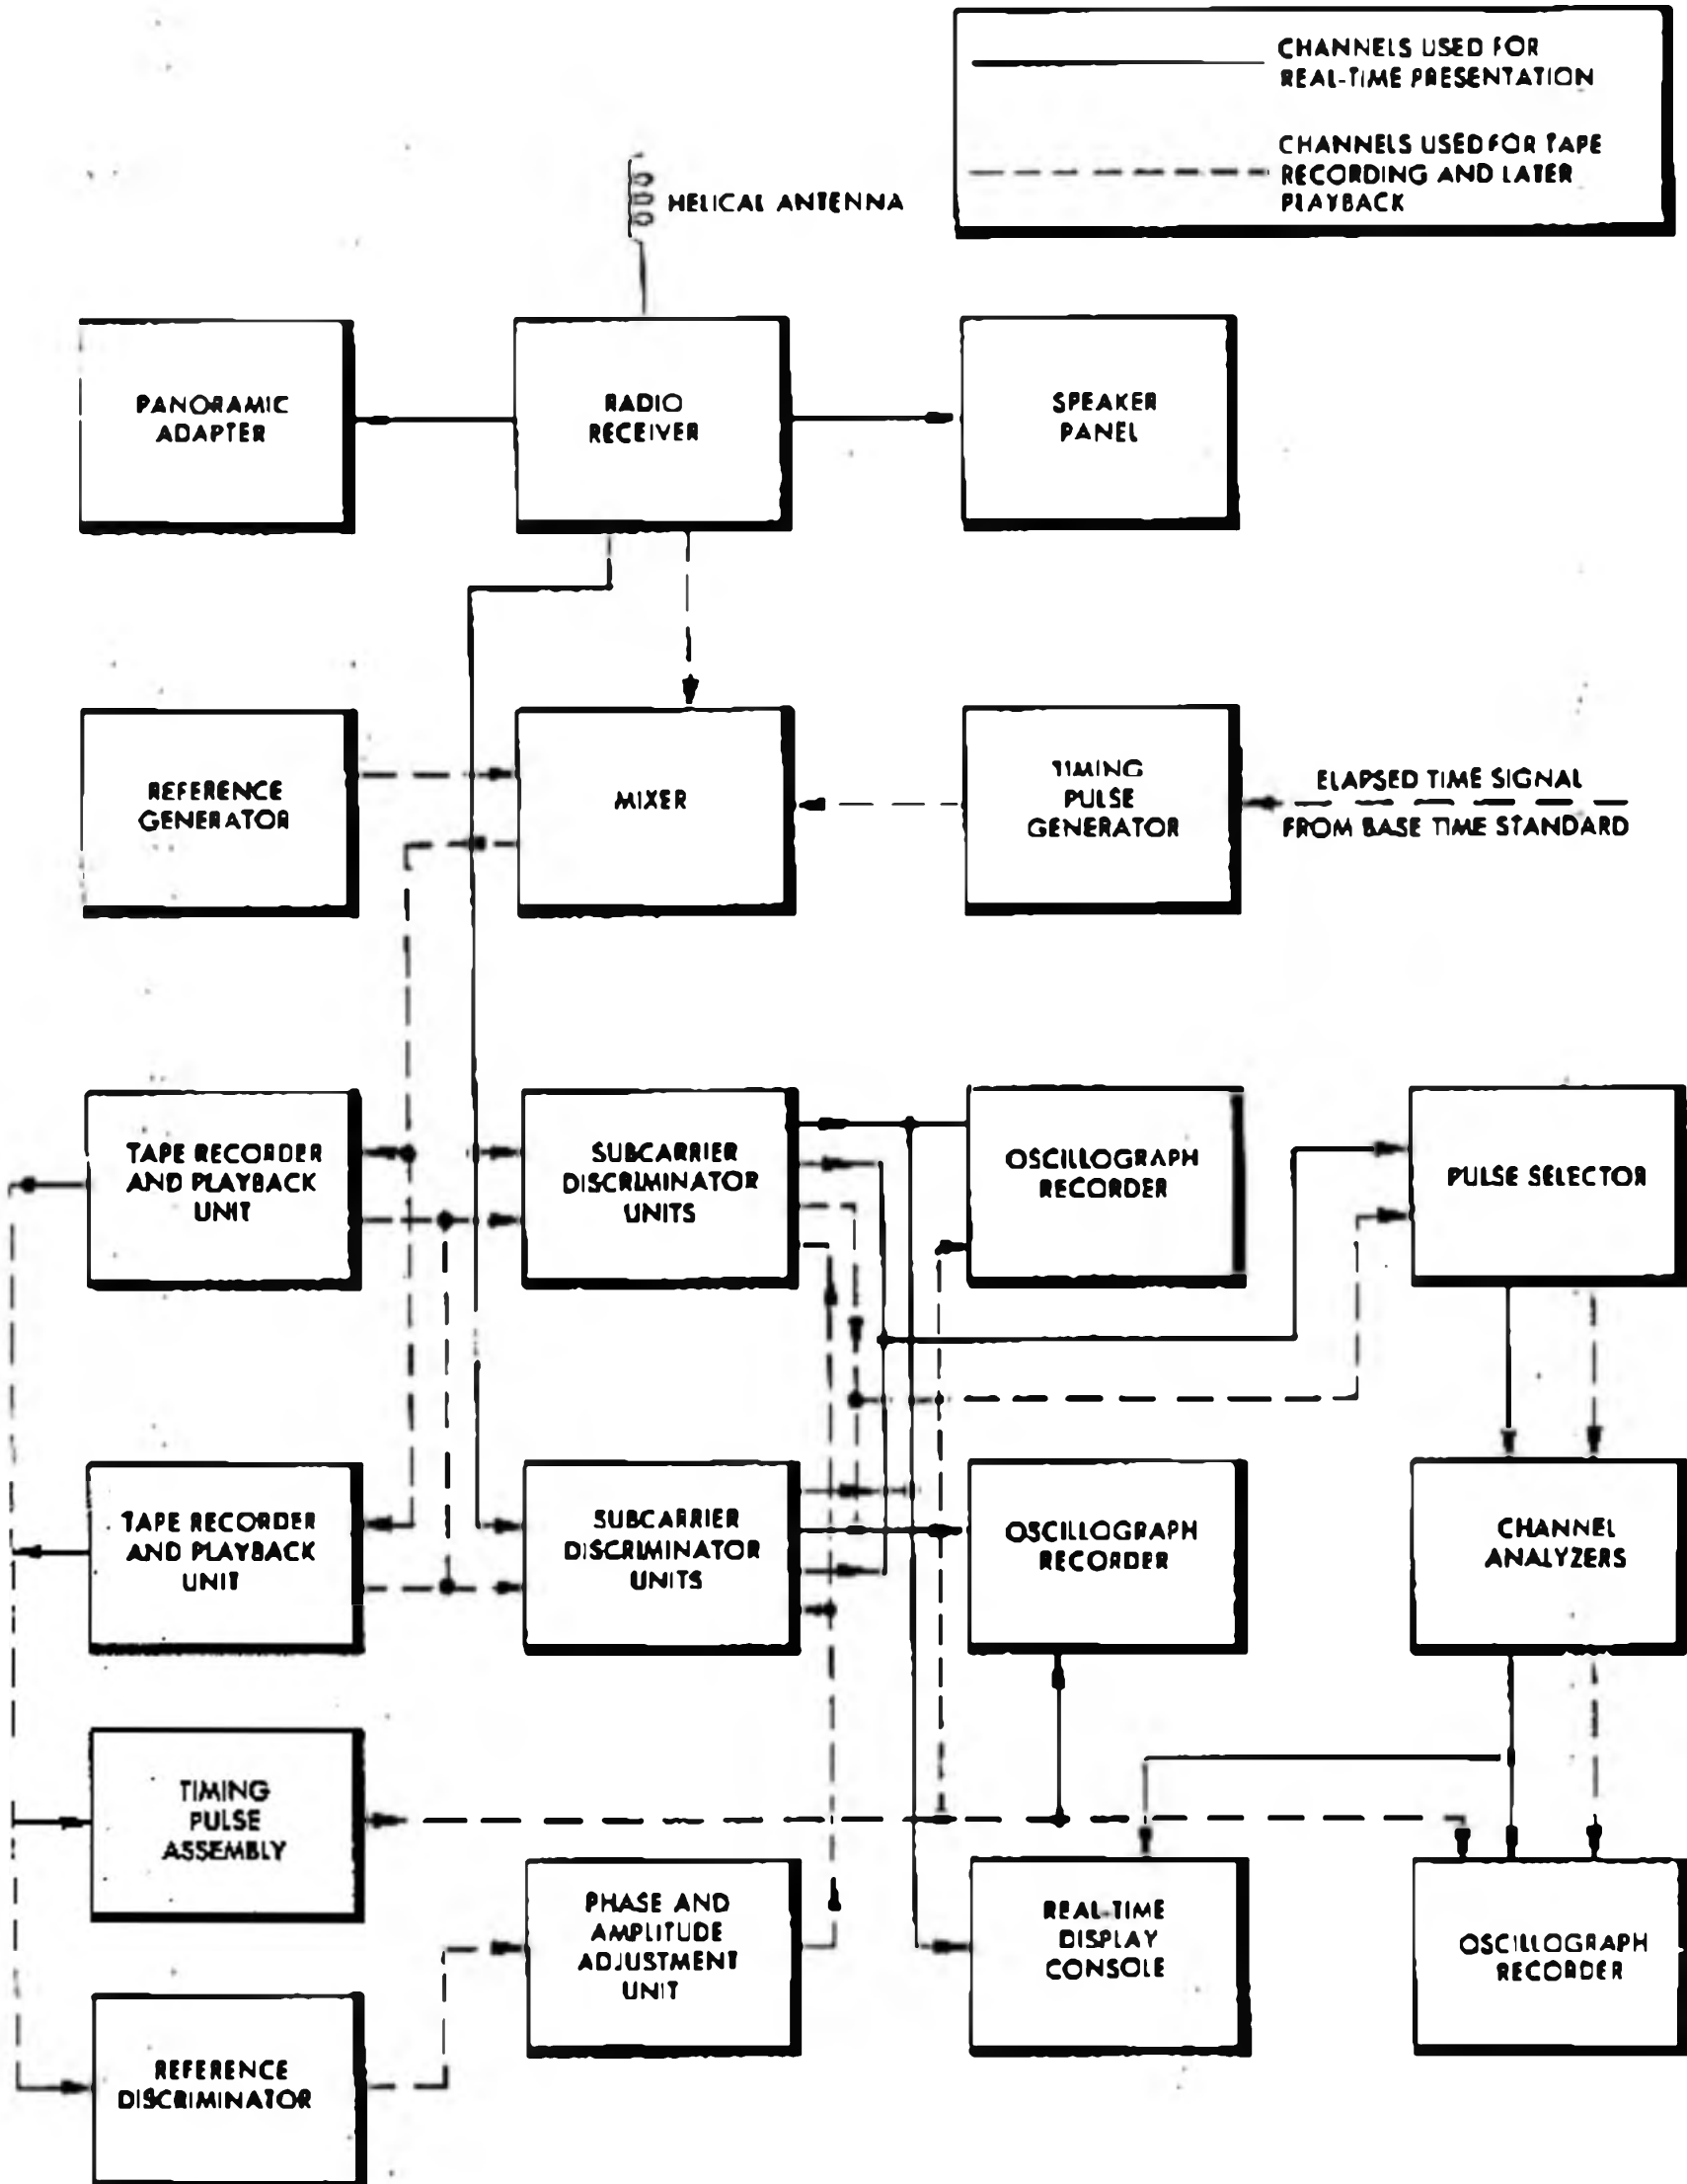 CHANNELS USED FOR
REAL-TIME PRESENTATION
CHANNELS USED FOR TAPE
RECORDING AND LATER
PLAYBACK
HELICAL ANTENNA
PANORAMIC
ADAPTER
RADIO
RECEIVER
SPEAKER
PANEL
REFERENCE
GENERATOR
MIXER
TIMING
PULSE
GENERATOR
ELAPSED TIME SIGNAL
FROM BASE TIME STANDARD
TAPE RECORDER
AND PLAYBACK
UNIT
SUBCARRIER
DISCRIMINATOR
UNITS
OSCILLOGRAPH
RECORDER
PULSE SELECTOR
TAPE RECORDER
AND PLAYBACK
UNIT
SUBCARRIER
DISCRIMINATOR
UNITS
OSCILLOGRAPH
RECORDER
CHANNEL
ANALYZERS
TIMING
PULSE
ASSEMBLY
PHASE AND
AMPLITUDE
ADJUSTMENT
UNIT
REAL-TIME
DISPLAY
CONSOLE
OSCILLOGRAPH
RECORDER
REFERENCE
DISCRIMINATOR